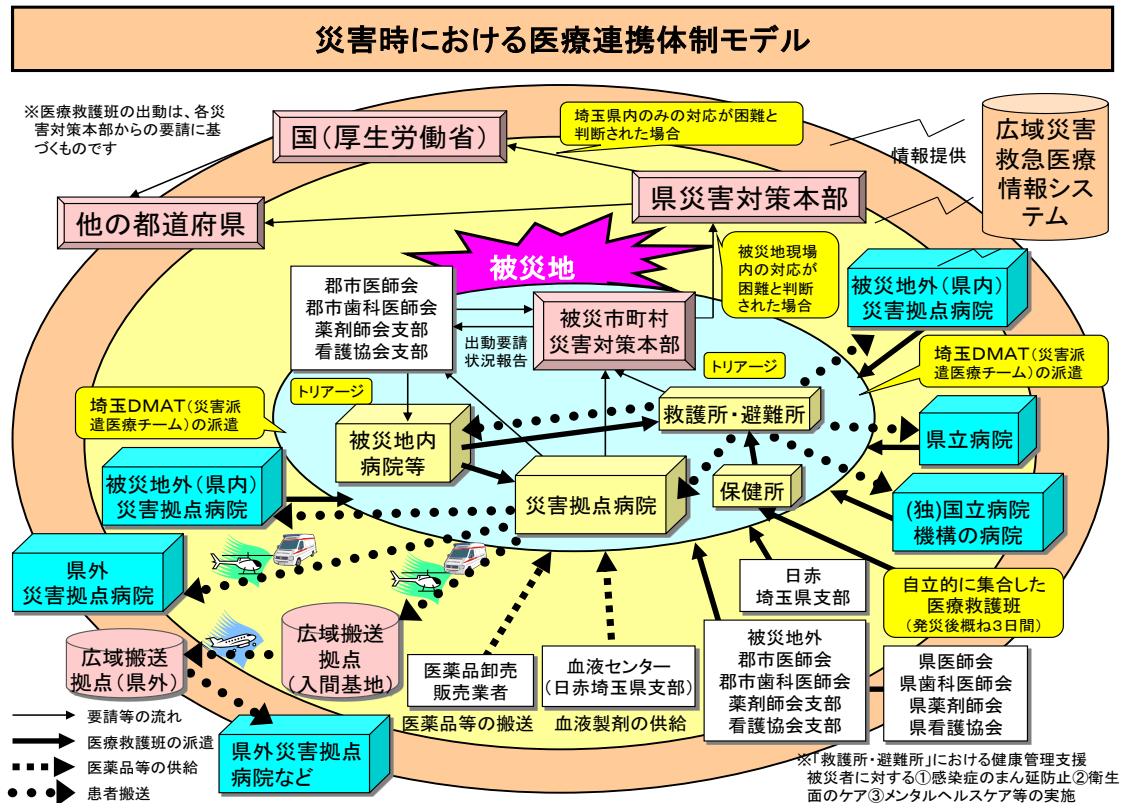 災害時における医療連携体制モデル
※医療救護班の出動は、各災
害対策本部からの要請に基
づくものです
国(厚生労働省)
埼玉県内のみの対応が困難と
判断された場合
広域災害
救急医療
情報シス
テム
情報提供
他の都道府県
県災害対策本部
被災地
被災地現場
内の対応が
困難と判断
された場合
被災地外(県内)
災害拠点病院
郡市医師会
郡市歯科医師会
薬剤師会支部
看護協会支部
出動要請
状況報告
被災市町村
災害対策本部
トリアージ
トリアージ
埼玉DMAT(災害派
遣医療チーム)の派遣
埼玉DMAT(災害派
遣医療チーム)の派遣
被災地内
病院等
救護所・避難所
県立病院
被災地外(県内)
災害拠点病院
災害拠点病院
保健所
(独)国立病院
機構の病院
県外
災害拠点病院
日赤
埼玉県支部
自立的に集合した
医療救護班
(発災後概ね3日間)
広域搬送
拠点(県外)
広域搬送
拠点
(入間基地)
医薬品卸売
販売業者
血液センター
(日赤埼玉県支部)
被災地外
郡市医師会
郡市歯科医師会
薬剤師会支部
看護協会支部
県医師会
県歯科医師会
県薬剤師会
県看護協会
医薬品等の搬送
血液製剤の供給
県外災害拠点
病院など
要請等の流れ
医療救護班の派遣
医薬品等の供給
患者搬送
※「救護所・避難所」における健康管理支援
被災者に対する①感染症のまん延防止②衛生
面のケア③メンタルヘルスケア等の実施